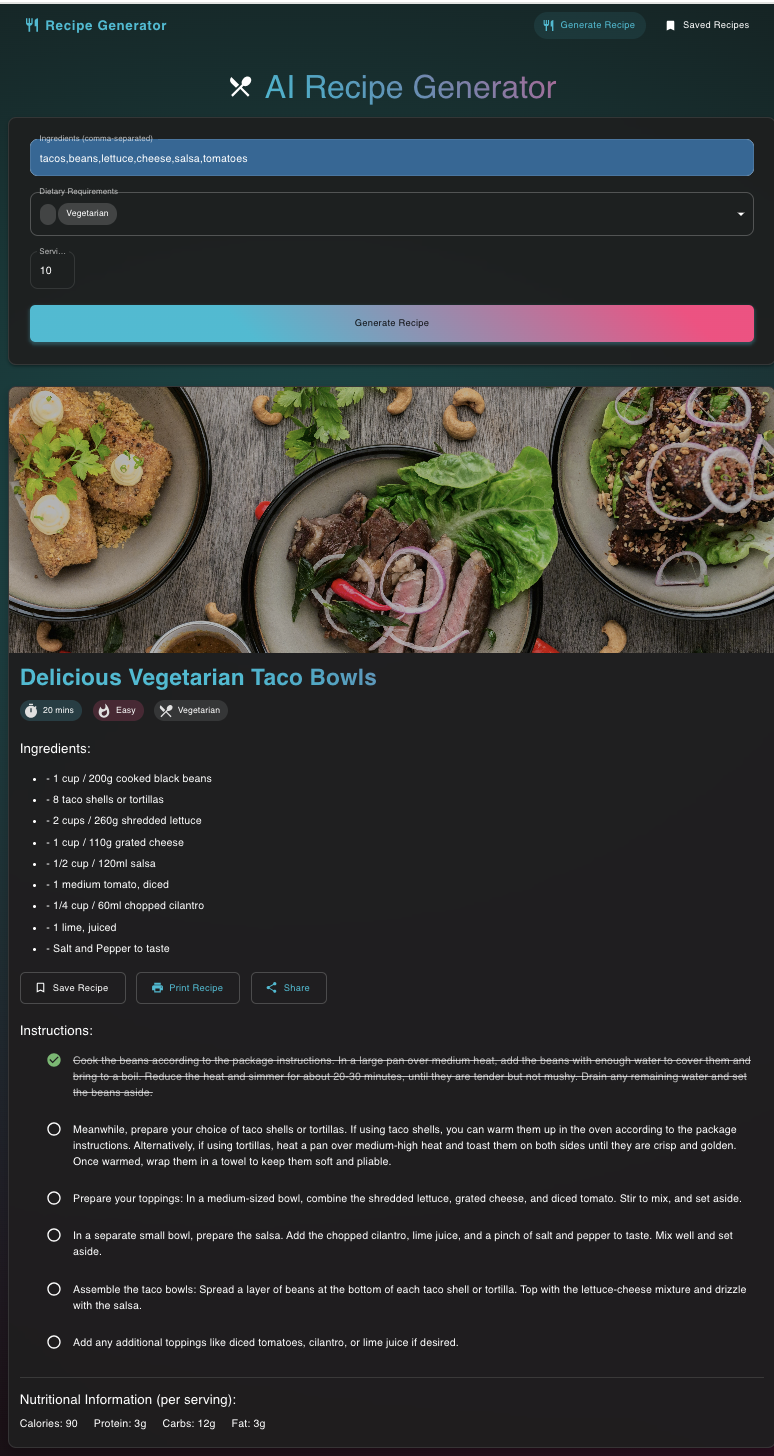 Recipe Generator
Generate Recipe
Saved Recipes
AI Recipe Generator
Ingredients (comma-separated)
tacos,beans,lettuce,cheese,salsa,tomatoes
Dietary Requirements
Vegetarian
Servi...
10
Generate Recipe
Delicious Vegetarian Taco Bowls
20 mins
Easy
Vegetarian
Ingredients:
- 1 cup / 200g cooked black beans
- 8 taco shells or tortillas
- 2 cups / 260g shredded lettuce
- 1 cup / 110g grated cheese
- 1/2 cup / 120ml salsa
- 1 medium tomato, diced
- 1/4 cup / 60ml chopped cilantro
- 1 lime, juiced
- Salt and Pepper to taste
Save Recipe
Print Recipe
Share
Instructions:
Cook the beans according to the package instructions. In a large pan over medium heat, add the beans with enough water to cover them and
bring to a boil. Reduce the heat and simmer for about 20-30 minutes, until they are tender but not mushy. Drain any remaining water and set
the beans aside.
Meanwhile, prepare your choice of taco shells or tortillas. If using taco shells, you can warm them up in the oven according to the package
instructions. Alternatively, if using tortillas, heat a pan over medium-high heat and toast them on both sides until they are crisp and golden.
Once warmed, wrap them in a towel to keep them soft and pliable.
Prepare your toppings: In a medium-sized bowl, combine the shredded lettuce, grated cheese, and diced tomato. Stir to mix, and set aside.
In a separate small bowl, prepare the salsa. Add the chopped cilantro, lime juice, and a pinch of salt and pepper to taste. Mix well and set
aside.
Assemble the taco bowls: Spread a layer of beans at the bottom of each taco shell or tortilla. Top with the lettuce-cheese mixture and drizzle
with the salsa.
Add any additional toppings like diced tomatoes, cilantro, or lime juice if desired.
Nutritional Information (per serving):
Calories: 90
Protein: 3g
Carbs: 12g
Fat: 3g